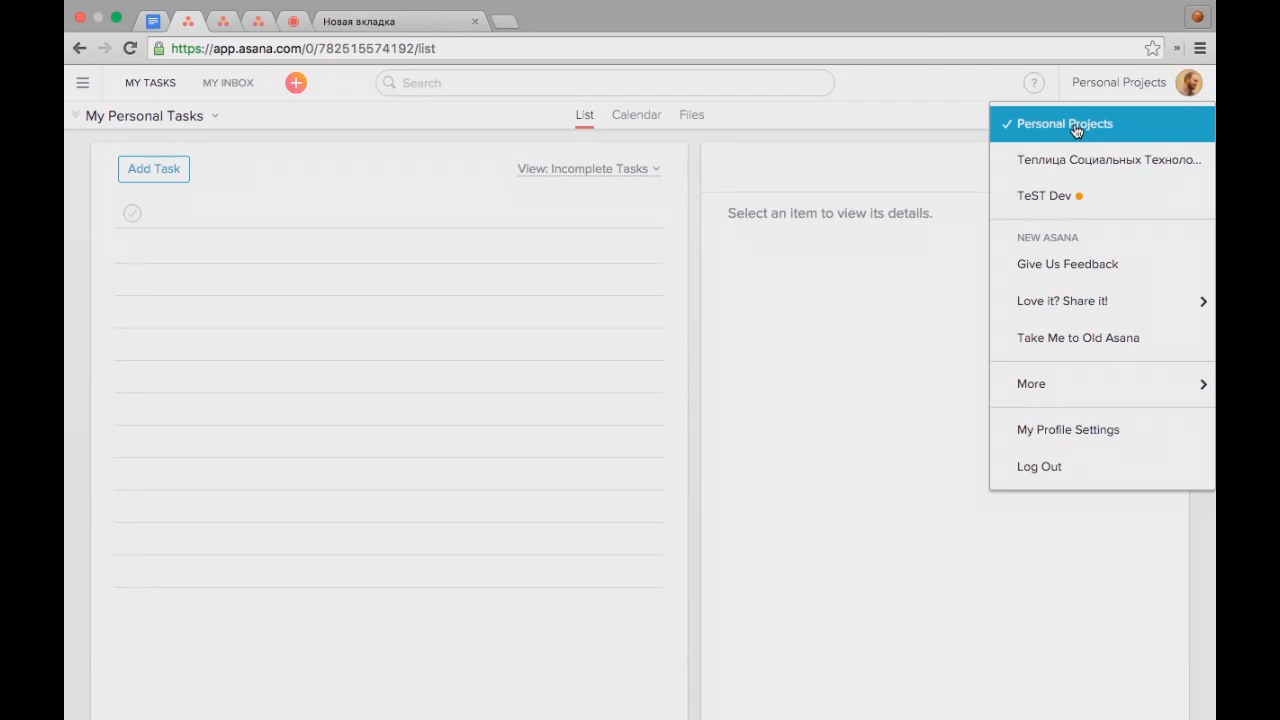 Новая вкладка
https://app.asana.com/0/782515574192/list
MY TASKS
MY INBOX
Search
?
Personal Projects
My Personal Tasks
List
Calendar
Files
Add Task
View: Incomplete Tasks
Select an item to view its details.
Personal Projects
Теплица Социальных Техноло...
TeST Dev
NEW ASANA
Give Us Feedback
Love it? Share it!
Take Me to Old Asana
More
My Profile Settings
Log Out